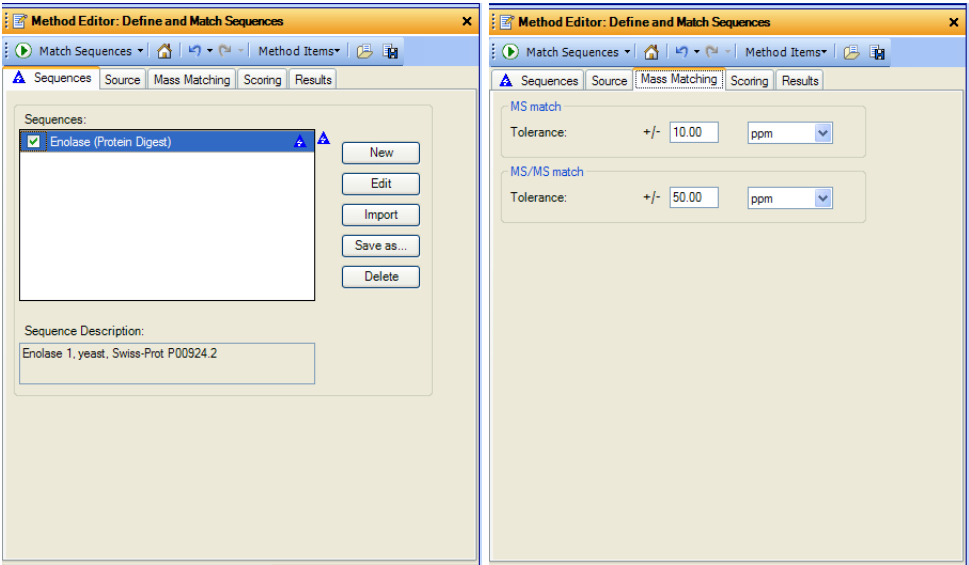 Method Editor: Define and Match Sequences
Match Sequences Method Items
Sequences Source Mass Matching Scoring Results
Sequences:
Enolase (Protein Digest)
New
Edit
Import
Save as...
Delete
Sequence Description:
Enolase 1, yeast, Swiss-Prot P00924.2
Method Editor: Define and Match Sequences
Match Sequences Method Items
Sequences Source Mass Matching Scoring Results
MS match
Tolerance: +/- 10.00 ppm
MS/MS match
Tolerance: +/- 50.00 ppm